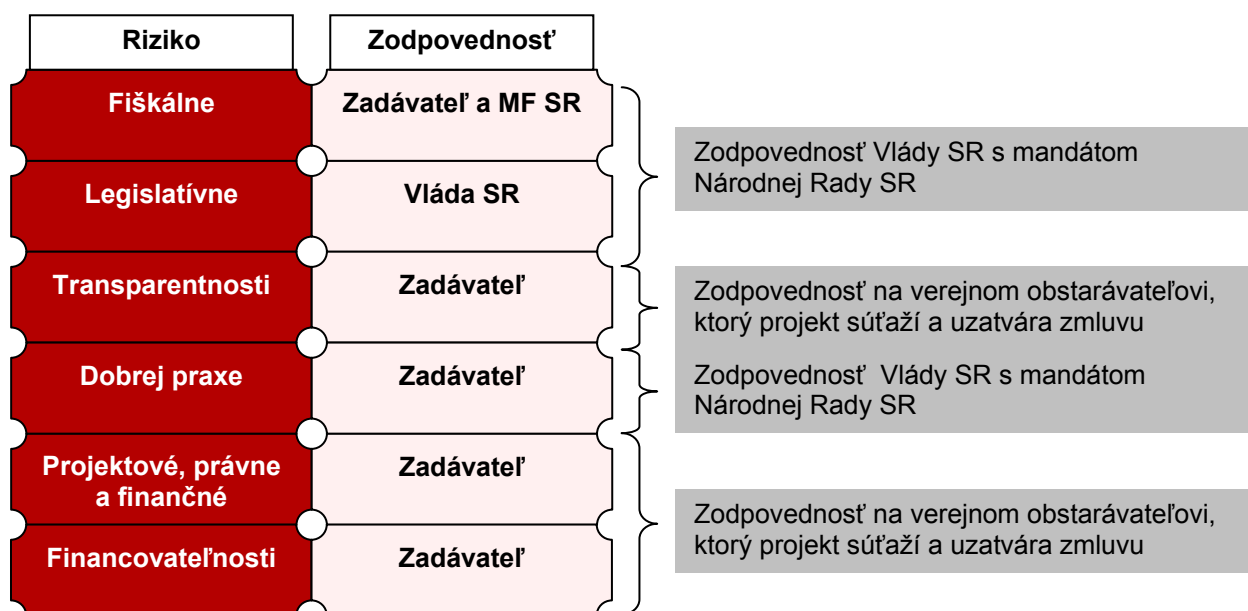 Riziko
Zodpovednosť
Fiškálne
Zadávateľ a MF SR
Legislatívne
Vláda SR
Zodpovednosť Vlády SR s mandátom
Národnej Rady SR
Transparentnosti
Zadávateľ
Zodpovednosť na verejnom obstarávateľovi,
ktorý projekt súťaží a uzatvára zmluvu
Dobrej praxe
Zadávateľ
Zodpovednosť  Vlády SR s mandátom
Národnej Rady SR
Projektové, právne
a finančné
Zadávateľ
Financovateľnosti
Zadávateľ
Zodpovednosť na verejnom obstarávateľovi,
ktorý projekt súťaží a uzatvára zmluvu